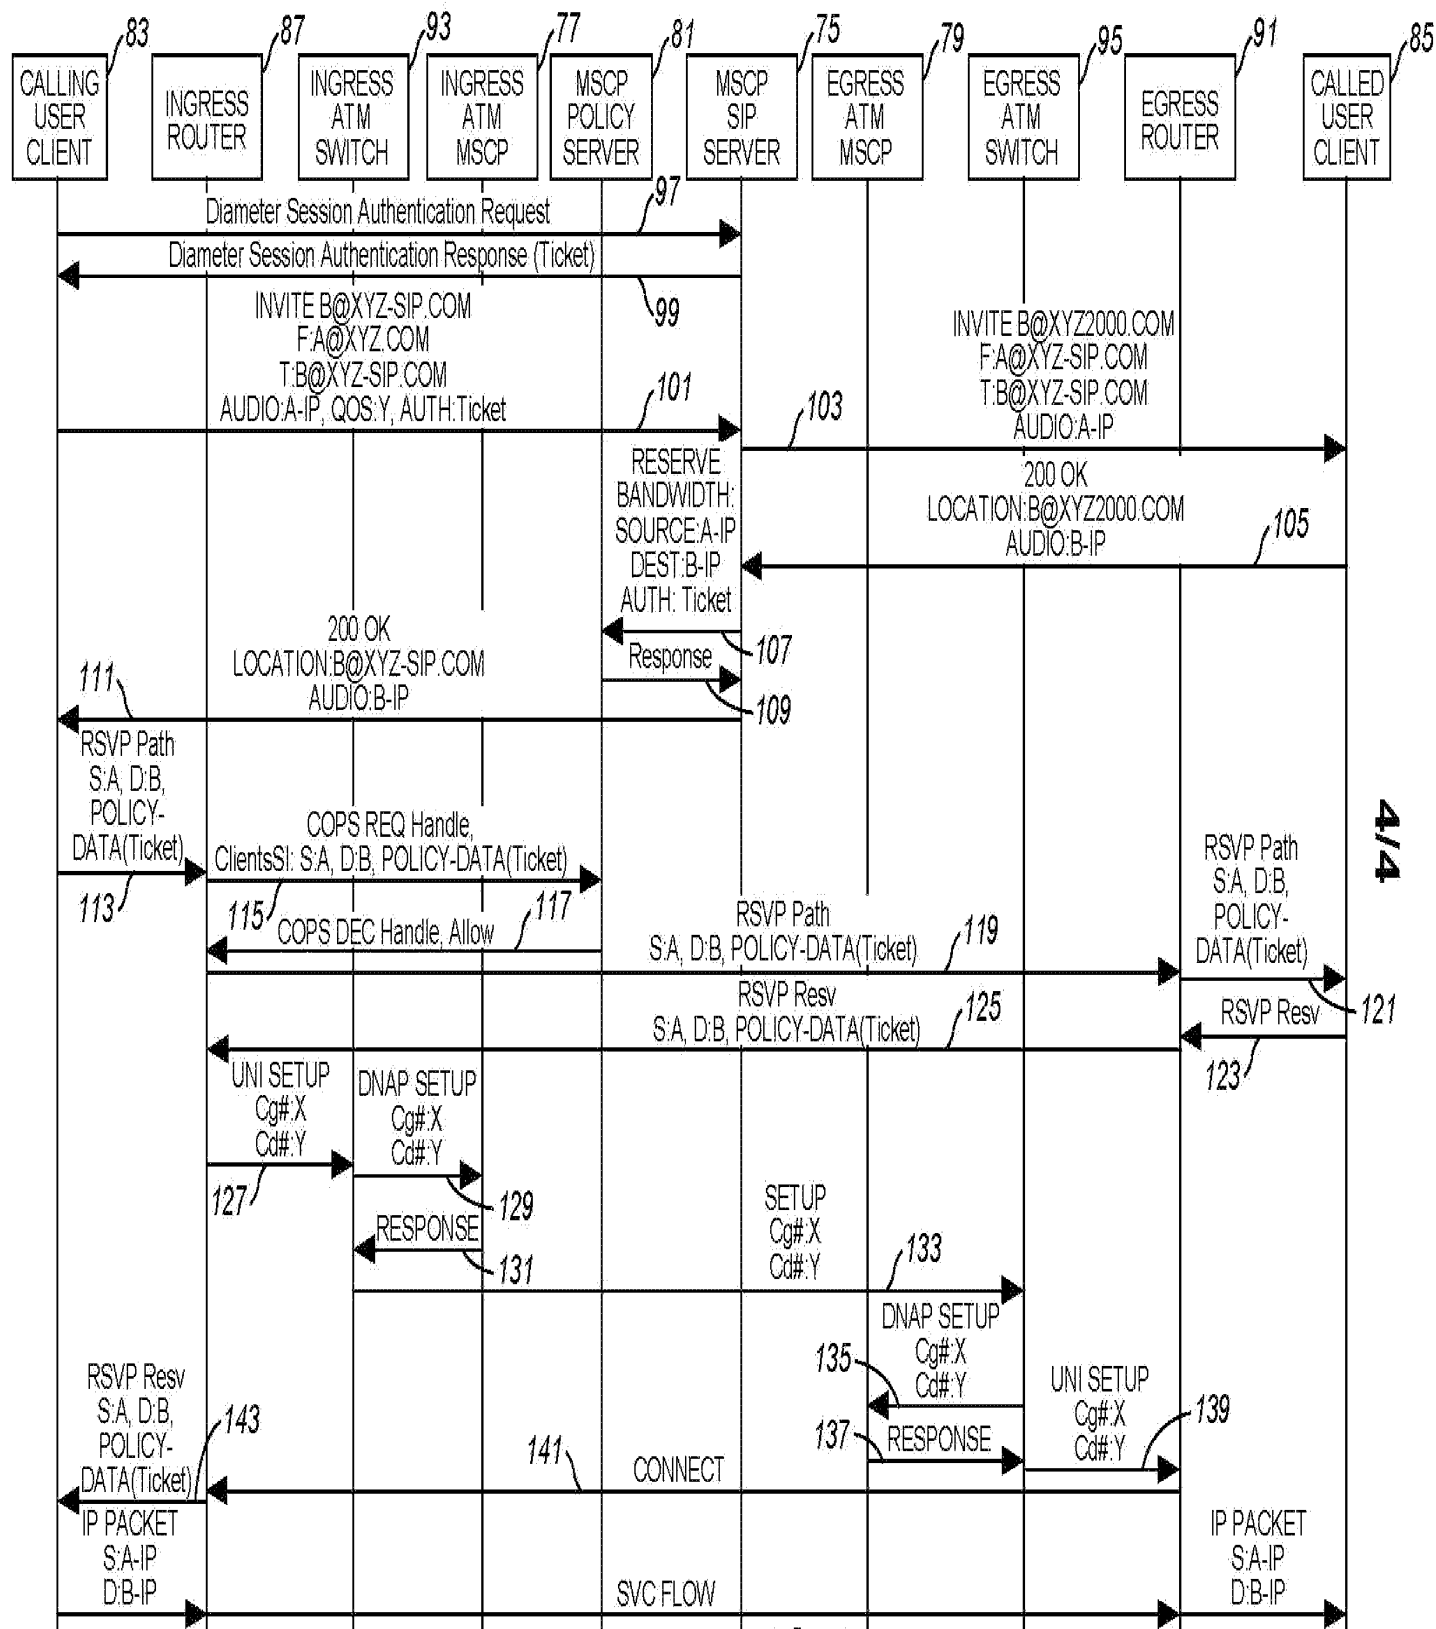 83
87
93
77
81
75
79
95
91
85
CALLING
USER
CLIENT
INGRESS
ROUTER
INGRESS
ATM
SWITCH
INGRESS
ATM
MSCP
MSCP
POLICY
SERVER
MSCP
SIP
SERVER
EGRESS
ATM
MSCP
EGRESS
ATM
SWITCH
EGRESS
ROUTER
CALLED
USER
CLIENT
Diameter Session Authentication Request
97
Diameter Session Authentication Response (Ticket)
99
INVITE B@XYZ-SIP.COM
F:A@XYZ.COM
T:B@XYZ-SIP.COM
AUDIO:A-IP, QOS:Y, AUTH:Ticket
101
INVITE B@XYZ2000.COM
F:A@XYZ-SIP.COM
T:B@XYZ-SIP.COM
AUDIO:A-IP
103
200 OK
LOCATION:B@XYZ2000.COM
AUDIO:B-IP
105
RESERVE
BANDWIDTH:
SOURCE:A-IP
DEST:B-IP
AUTH: Ticket
107
Response
109
200 OK
LOCATION:B@XYZ-SIP.COM
AUDIO:B-IP
111
RSVP Path
S:A, D:B,
POLICY-
DATA(Ticket)
113
COPS REQ Handle,
ClientsSI: S:A, D:B, POLICY-DATA(Ticket)
115
117
COPS DEC Handle, Allow
RSVP Path
S:A, D:B, POLICY-DATA(Ticket)
119
RSVP Path
S:A, D:B,
POLICY-
DATA(Ticket)
121
4/4
RSVP Resv
123
RSVP Resv
S:A, D:B, POLICY-DATA(Ticket)
125
UNI SETUP
Cg#:X
Cd#:Y
127
DNAP SETUP
Cg#:X
Cd#:Y
129
RESPONSE
131
SETUP
Cg#:X
Cd#:Y
133
DNAP SETUP
Cg#:X
Cd#:Y
135
RESPONSE
137
UNI SETUP
Cg#:X
Cd#:Y
139
CONNECT
141
RSVP Resv
S:A, D:B,
POLICY-
DATA(Ticket)
143
IP PACKET
S:A-IP
D:B-IP
SVC FLOW
IP PACKET
S:A-IP
D:B-IP